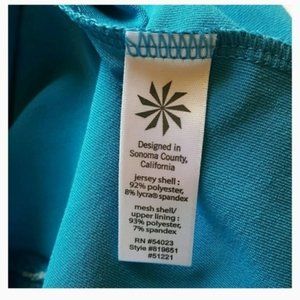 Designed in
Sonoma County,
California
jersey shell :
92% polyester,
8% lycra® spandex
mesh shell/
upper lining :
93% polyester,
7% spandex
RN #54023
Style #819651
#51221